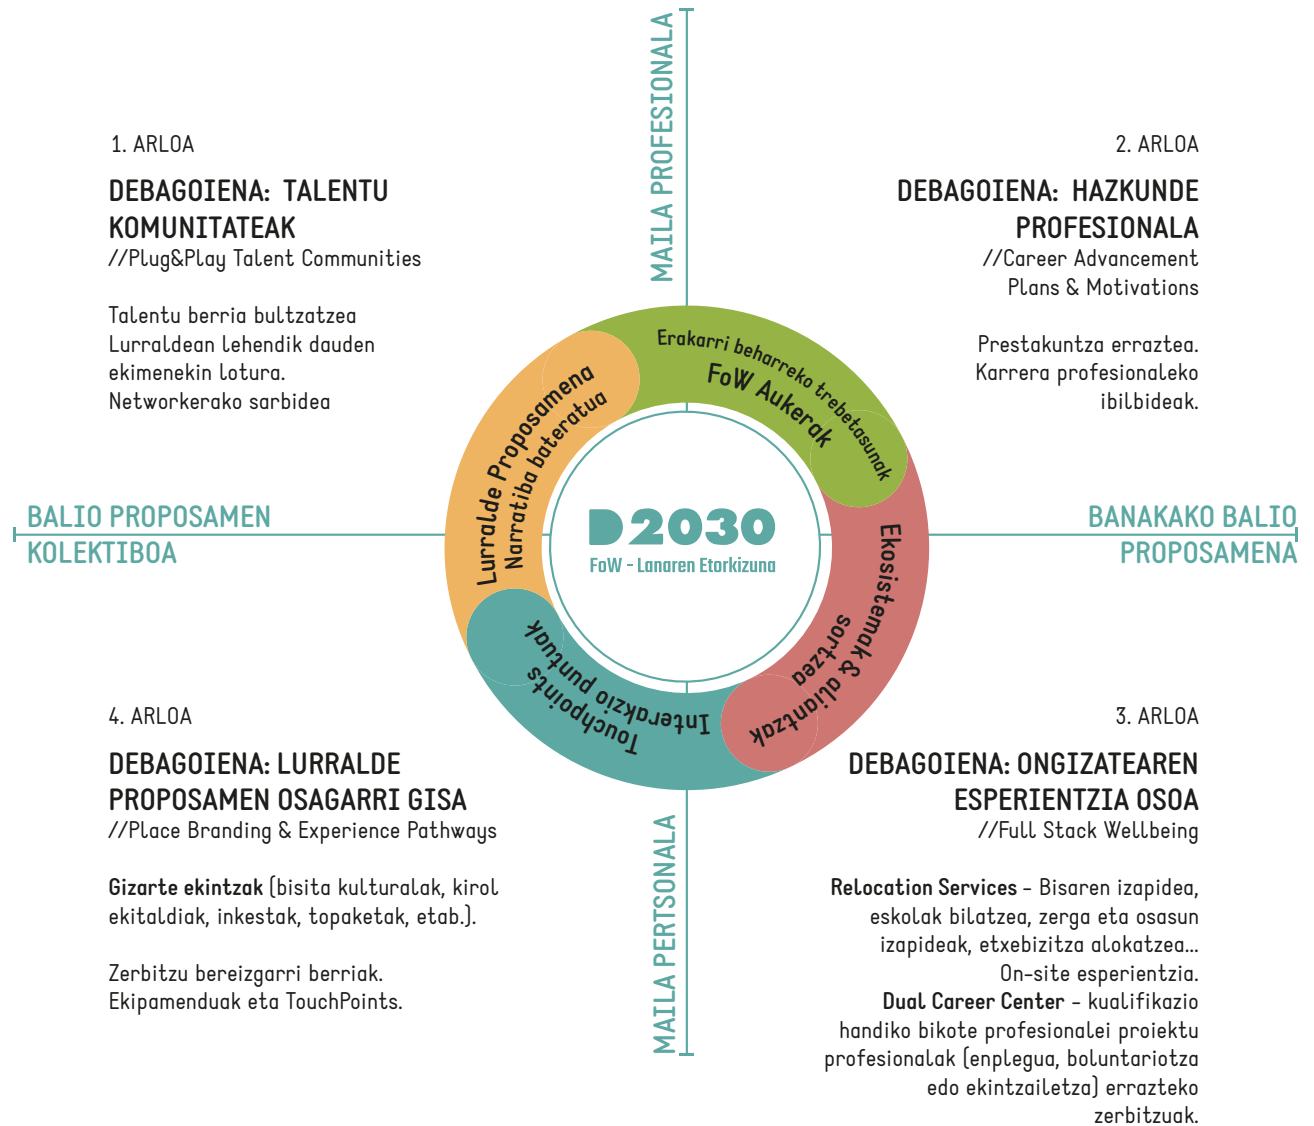 MAILA PROFESIONALA
1. ARLOA
DEBAGOIENA: TALENTU
KOMUNITATEAK
//Plug&Play Talent Communities
Talentu berria bultzatzea
Lurraldean lehendik dauden
ekimenekin lotura.
Networkerako sarbidea
2. ARLOA
DEBAGOIENA: HAZKUNDE
PROFESIONALA
//Career Advancement
Plans & Motivations
Prestakuntza erraztea.
Karrera profesionaleko
ibilbideak.
BALIO PROPOSAMEN
KOLEKTIBOA
BANAKAKO BALIO
PROPOSAMENA
Lurralde Proposamena
Narratiba bateratua
Erakarri beharreko trebetasunak
FoW Aukerak
Ekosistemak & aliantzak
sortzea
Interakzio puntuak
Touchpoints
D2030
FoW - Lanaren Etorkizuna
4. ARLOA
DEBAGOIENA: LURRALDE
PROPOSAMEN OSAGARRI GISA
//Place Branding & Experience Pathways
Gizarte ekintzak (bisita kulturalak, kirol
ekitaldiak, inkestak, topaketak, etab.).
Zerbitzu bereizgarri berriak.
Ekipamenduak eta TouchPoints.
3. ARLOA
DEBAGOIENA: ONGIZATEAREN
ESPERIENTZIA OSOA
//Full Stack Wellbeing
Relocation Services - Bisaren izapidea,
eskolak bilatzea, zerga eta osasun
izapideak, etxebizitza alokatzea...
On-site esperientzia.
Dual Career Center - kualifikazio
handiko bikote profesionalei proiektu
profesionalak (enplegua, boluntariotza
edo ekintzailetza) errazteko
zerbitzuak.
MAILA PERTSONALA